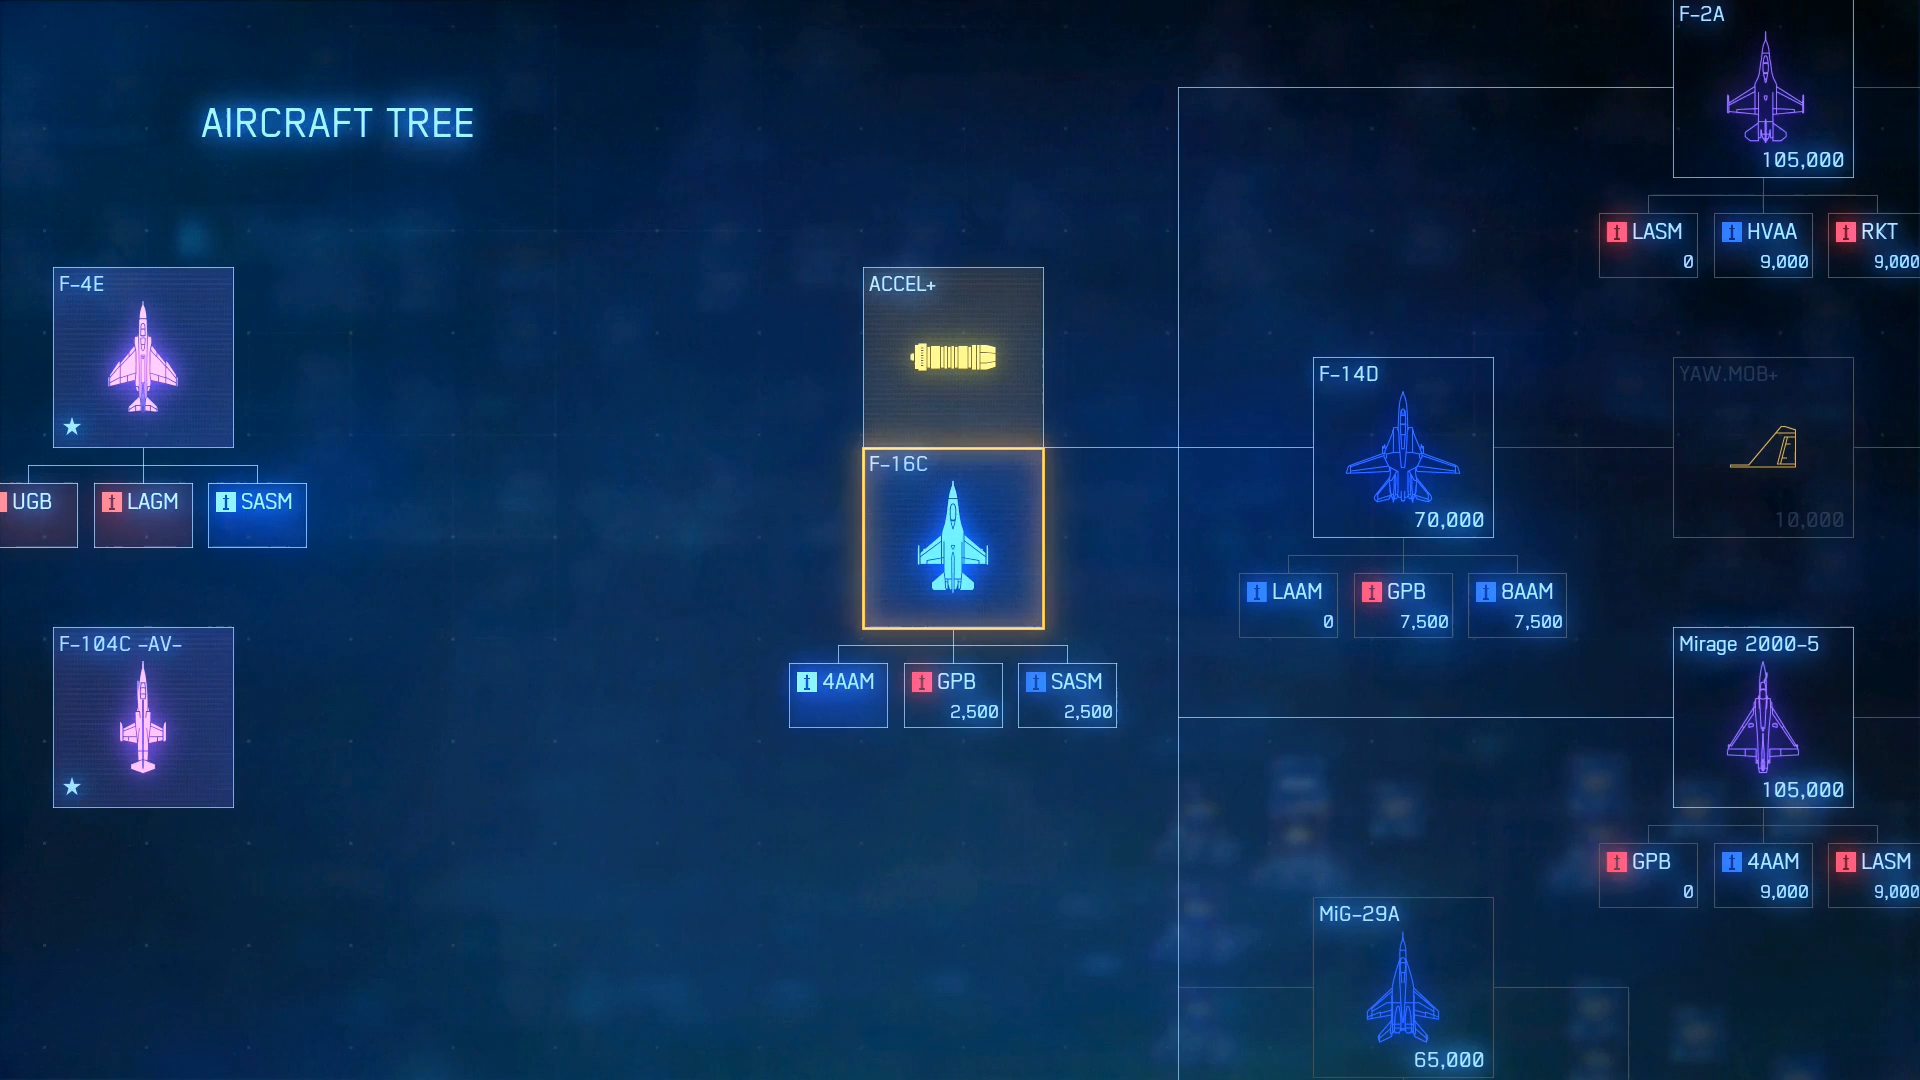 F-2A
105,000
AIRCRAFT TREE
LASM
0
HVAA
9,000
RKT
9,000
F-4E
UGB
LAGM
SASM
ACCEL+
F-16C
4AAM
GPB
2,500
SASM
2,500
F-14D
70,000
LAAM
0
GPB
7,500
8AAM
7,500
YAW.MOB+
10,000
F-104C -AV-
Mirage 2000-5
105,000
GPB
0
4AAM
9,000
LASM
9,000
MiG-29A
65,000